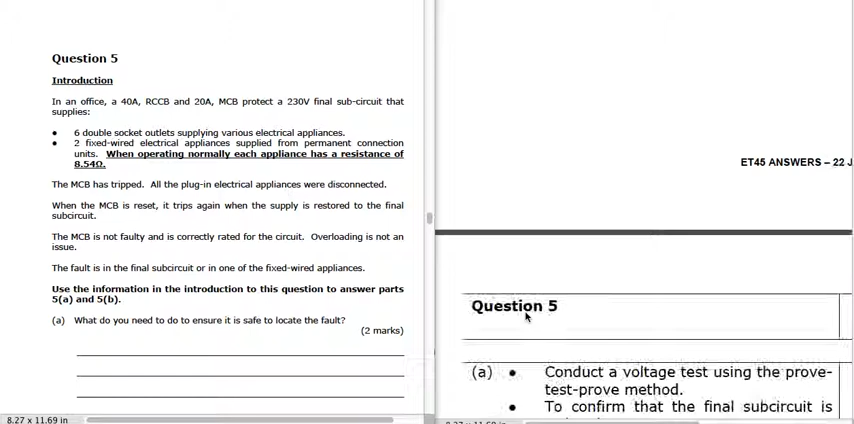 Question 5
Introduction
In an office, a 40A, RCCB and 20A, MCB protect a 230V final sub-circuit that
supplies:
• 6 double socket outlets supplying various electrical appliances.
• 2 fixed-wired electrical appliances supplied from permanent connection
units. When operating normally each appliance has a resistance of
8.54Ω.
The MCB has tripped. All the plug-in electrical appliances were disconnected.
When the MCB is reset, it trips again when the supply is restored to the final
subcircuit.
The MCB is not faulty and is correctly rated for the circuit. Overloading is not an
issue.
The fault is in the final subcircuit or in one of the fixed-wired appliances.
Use the information in the introduction to this question to answer parts
5(a) and 5(b).
(a) What do you need to do to ensure it is safe to locate the fault?
(2 marks)
8.27 x 11.69 in
ET45 ANSWERS – 22 J
Question 5
(a) • Conduct a voltage test using the prove-
test-prove method.
• To confirm that the final subcircuit is